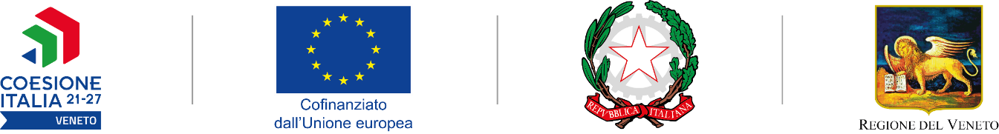 COESIONE
ITALIA 21-27
VENETO
Cofinanziato
dall'Unione europea
REPVBBLICA ITALIANA
REGIONE DEL VENETO